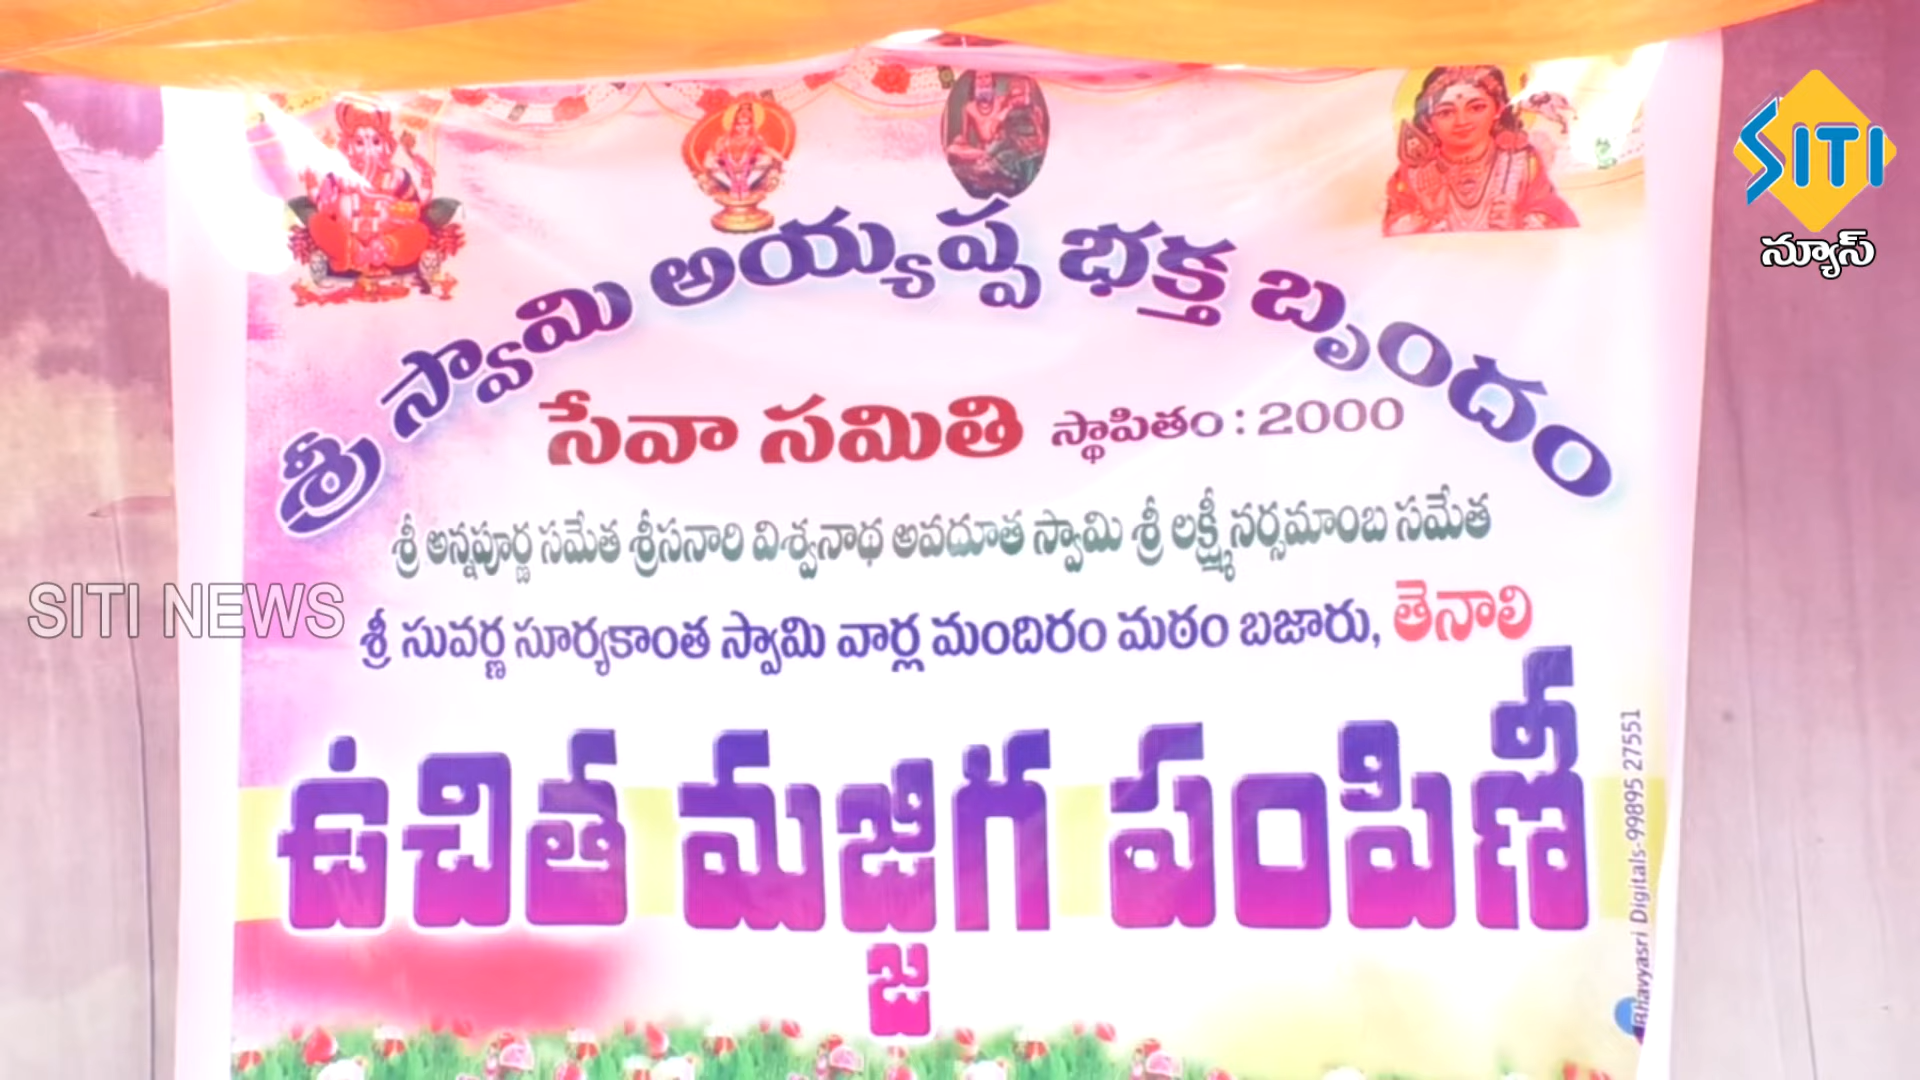 శ్రీ స్వామి అయ్యప్ప భక్త బృందం
సేవా సమితి స్థాపితం : 2000
శ్రీ అన్నపూర్ణ సమేత శ్రీసనారి విశ్వనాథ అవదూత స్వామి శ్రీ లక్ష్మీనర్సమాంబ సమేత
శ్రీ సువర్ణ సూర్యకాంత స్వామి వార్ల మందిరం మఠం బజారు, తెనాలి
ఉచిత మజ్జిగ పంపిణీ
Bhavyasri Digitals-99895 27551
SITI
న్యూస్
SITI NEWS